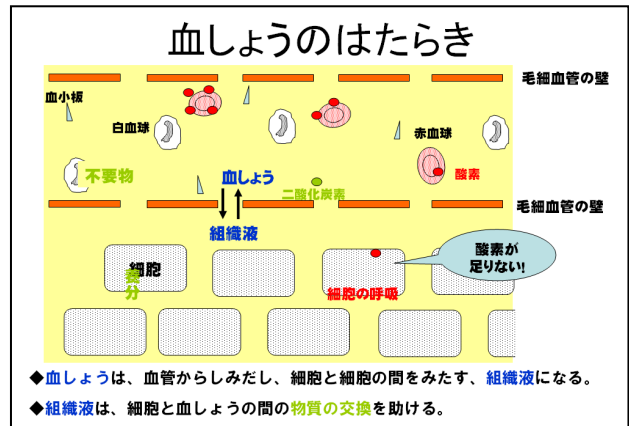 血しょうのはたらき
毛細血管の壁
血小板
白血球
赤血球
不要物
酸素
血しょう
二酸化炭素
毛細血管の壁
組織液
酸素が
足りない!
細胞
養分
細胞の呼吸
◆血しょうは、血管からしみだし、細胞と細胞の間をみたす、組織液になる。
◆組織液は、細胞と血しょうの間の物質の交換を助ける。